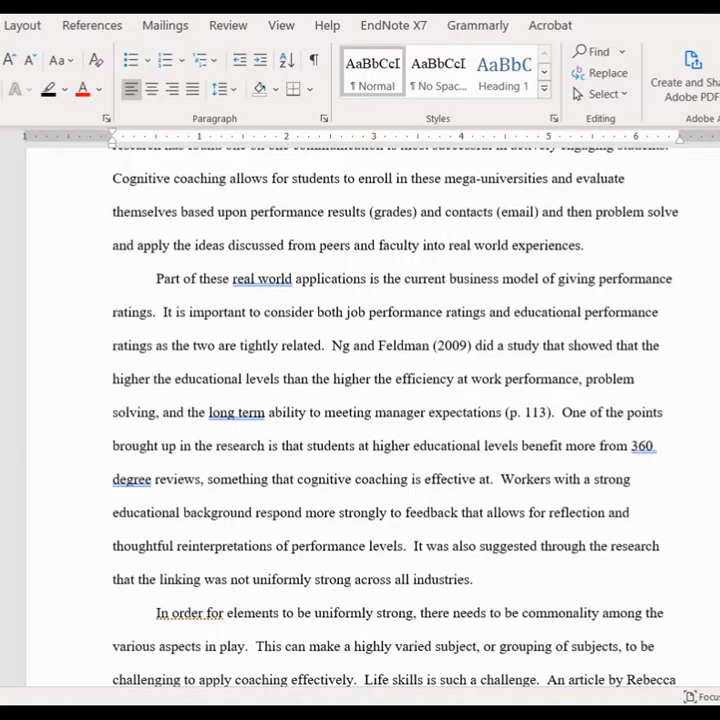 Layout References Mailings Review View Help EndNote X7 Grammarly Acrobat
A A Aa A AaBbCcI AaBbCcI AaBbC Find
¶ Normal ¶ No Spac... Heading 1 Replace Create and Sha
A A Select Adobe PDF
Paragraph Styles Editing Adobe A
1 1 2 3 4 5 6
research has found one on one communication is most successful in actively engaging students.
Cognitive coaching allows for students to enroll in these mega-universities and evaluate
themselves based upon performance results (grades) and contacts (email) and then problem solve
and apply the ideas discussed from peers and faculty into real world experiences.
Part of these real world applications is the current business model of giving performance
ratings. It is important to consider both job performance ratings and educational performance
ratings as the two are tightly related. Ng and Feldman (2009) did a study that showed that the
higher the educational levels than the higher the efficiency at work performance, problem
solving, and the long term ability to meeting manager expectations (p. 113). One of the points
brought up in the research is that students at higher educational levels benefit more from 360
degree reviews, something that cognitive coaching is effective at. Workers with a strong
educational background respond more strongly to feedback that allows for reflection and
thoughtful reinterpretations of performance levels. It was also suggested through the research
that the linking was not uniformly strong across all industries.
In order for elements to be uniformly strong, there needs to be commonality among the
various aspects in play. This can make a highly varied subject, or grouping of subjects, to be
challenging to apply coaching effectively. Life skills is such a challenge. An article by Rebecca
Focus